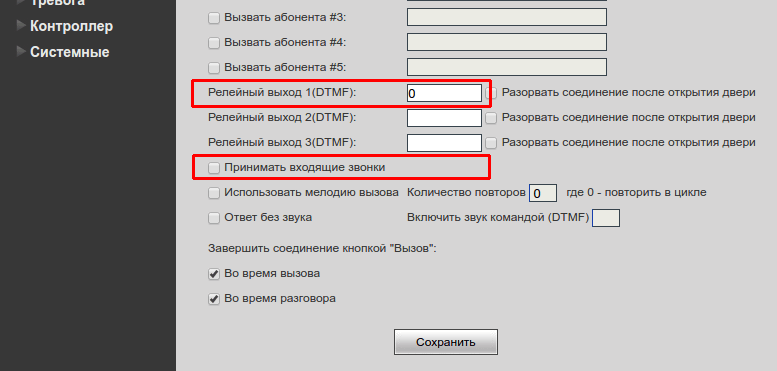 Тревога
Контроллер
Системные
Вызвать абонента #3:
Вызвать абонента #4:
Вызвать абонента #5:
Релейный выход 1(DTMF): 0 Разорвать соединение после открытия двери
Релейный выход 2(DTMF): Разорвать соединение после открытия двери
Релейный выход 3(DTMF): Разорвать соединение после открытия двери
Принимать входящие звонки
Использовать мелодию вызова Количество повторов 0 где 0 - повторить в цикле
Ответ без звука Включить звук командой (DTMF)
Завершить соединение кнопкой "Вызов":
Во время вызова
Во время разговора
Сохранить